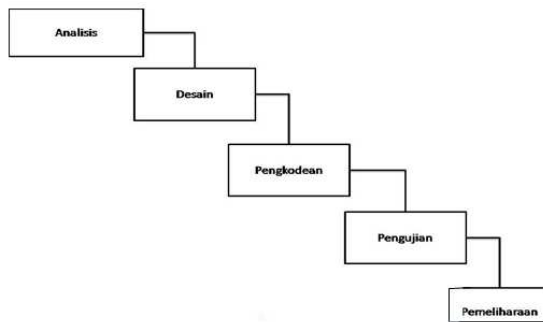 Analisis
Desain
Pengkodean
Pengujian
Pemeliharaan